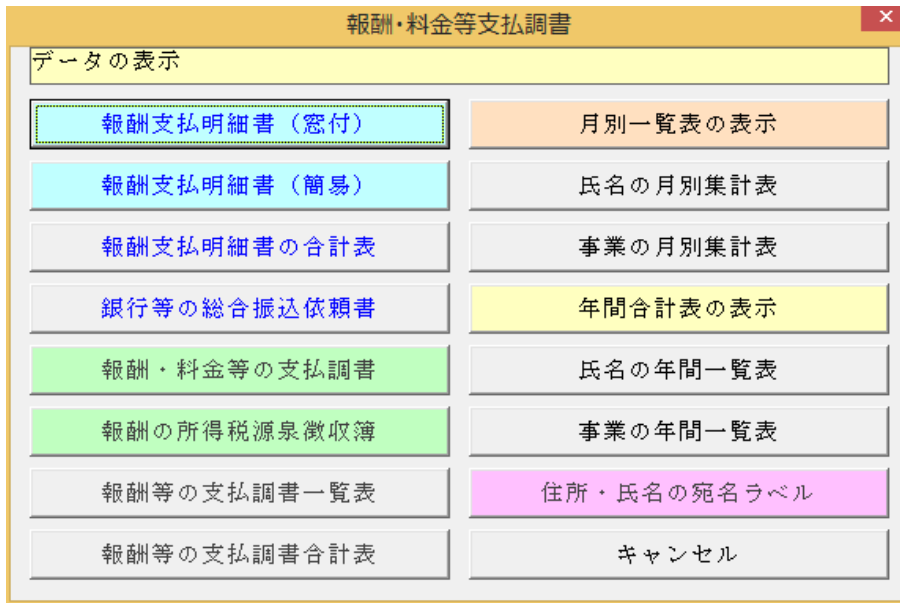 報酬・料金等支払調書
データの表示
報酬支払明細書（窓付）
報酬支払明細書（簡易）
報酬支払明細書の合計表
銀行等の総合振込依頼書
報酬・料金等の支払調書
報酬の所得税源泉徴収簿
報酬等の支払調書一覧表
報酬等の支払調書合計表
月別一覧表の表示
氏名の月別集計表
事業の月別集計表
年間合計表の表示
氏名の年間一覧表
事業の年間一覧表
住所・氏名の宛名ラベル
キャンセル